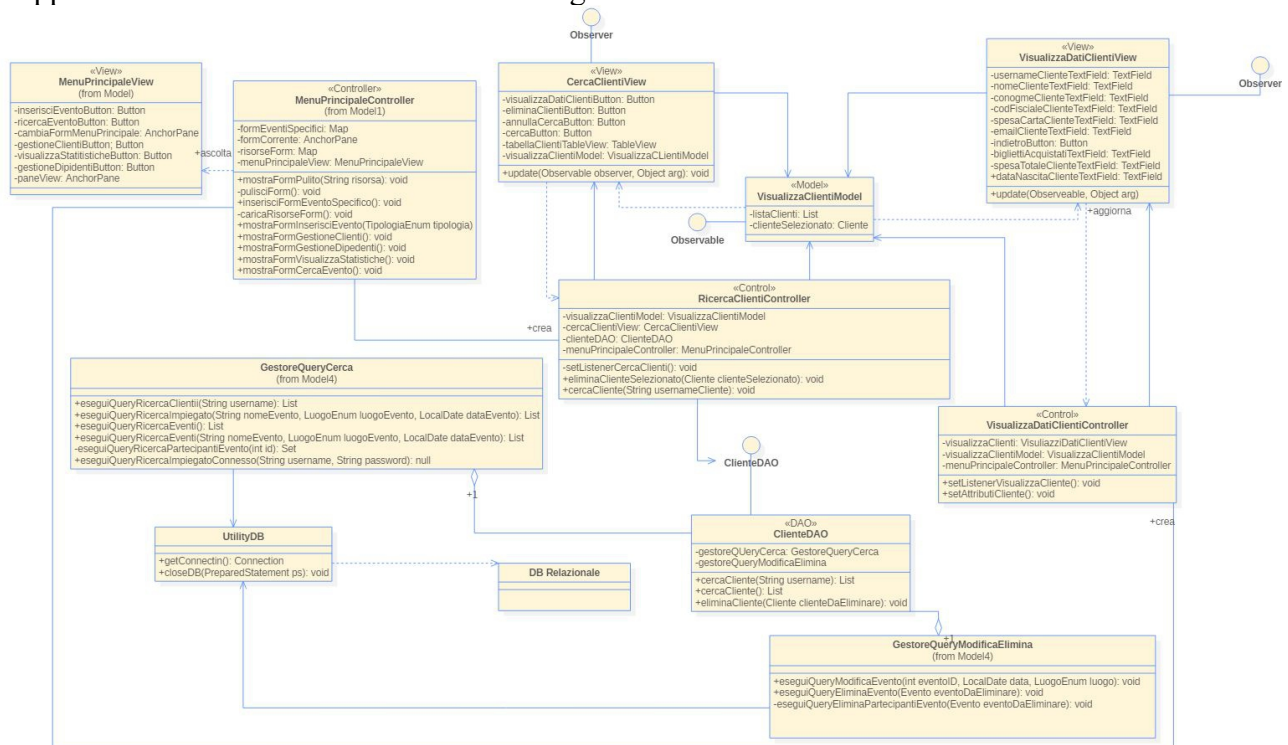 Observer
«View»
MenuPrincipaleView
(from Model)
-inserisciEventoButton: Button
-ricercaEventoButton: Button
-cambiaFormMenuPrincipale: AnchorPane
-gestioneClientiButton; Button
-visualizzaStatitisticheButton; Button
-gestioneDipidentiButton: Button
-paneView: AnchorPane
+ascolta
«Controller»
MenuPrincipaleController
(from Model1)
-formEventiSpecifici: Map
-formCorrente: AnchorPane
-risorseForm: Map
-menuPrincipaleView: MenuPrincipaleView
+mostraFormPulito(String risorsa): void
-pulisciForm(): void
+inserisciFormEventoSpecifico(): void
-caricaRisorseForm(): void
+mostraFormInserisciEvento(TipologiaEnum tipologia)
+mostraFormGestioneClienti(): void
+mostraFormGestioneDipedenti(): void
+mostraFormVisualizzaStatistiche(): void
+mostraFormCercaEvento(): void
«View»
CercaClientiView
-visualizzaDatiClientiButton: Button
-eliminaClientiButton: Button
-annullaCercaButton: Button
-cercaButton: Button
-tabellaClientiTableView: TableView
-visualizzaClientiModel: VisualizzaCLientiModel
+update(Observable observer, Object arg): void
«View»
VisualizzaDatiClientiView
-usernameClienteTextField: TextField
-nomeClienteTextField: TextField
-conogmeClienteTextField: TextField
-codFiscialeClienteTextField: TextField
-spesaCartaClienteTextField: TextField
-emailClienteTextField: TextField
-indietroButton: Button
-bigliettiAcquistatiTextField: TextField
-spesaTotaleClienteTextField: TextField
+dataNascitaClienteTextField: TextField
+update(Observeable, Object arg)
Observer
+aggiorna
«Model»
VisualizzaClientiModel
-listaClienti: List
-clienteSelezionato: Cliente
Observable
«Control»
RicercaClientiController
-visualizzaClientiModel: VisualizzaClientiModel
-cercaClientiView: CercaClientiView
-clienteDAO: ClienteDAO
-menuPrincipaleController: MenuPrincipaleController
-setListenerCercaClienti(): void
+eliminaClienteSelezionato(Cliente clienteSelezionato): void
+cercaCliente(String usernameCliente): void
+crea
GestoreQueryCerca
(from Model4)
+eseguiQueryRicercaClientii(String username): List
+eseguiQueryRicercaImpiegato(String nomeEvento, LuogoEnum luogoEvento, LocalDate dataEvento): List
+eseguiQueryRicercaEventi(): List
+eseguiQueryRicercaEventi(String nomeEvento, LuogoEnum luogoEvento, LocalDate dataEvento): List
-eseguiQueryRicercaPartecipantiEvento(int id): Set
+eseguiQueryRicercaImpiegatoConnesso(String username, String password): null
+1
ClienteDAO
«Control»
VisualizzaDatiClientiController
-visualizzaClienti: VisuliazziDatiClientiView
-visualizzaClientiModel: VisualizzaClientiModel
-menuPrincipaleController: MenuPrincipaleController
+setListenerVisualizzaCliente(): void
+setAttributiCliente(): void
+crea
UtilityDB
+getConnectin(): Connection
+closeDB(PreparedStatement ps): void
DB Relazionale
«DAO»
ClienteDAO
-gestoreQUeryCerca: GestoreQueryCerca
-gestoreQueryModificaElimina
+cercaCliente(String username): List
+cercaCliente(): List
+eliminaCliente(Cliente clienteDaEliminare): void
+1
GestoreQueryModificaElimina
(from Model4)
+eseguiQueryModificaEvento(int eventoID, LocalDate data, LuogoEnum luogo): void
+eseguiQueryEliminaEvento(Evento eventoDaEliminare): void
-eseguiQueryEliminaPartecipantiEvento(Evento eventoDaEliminare): void